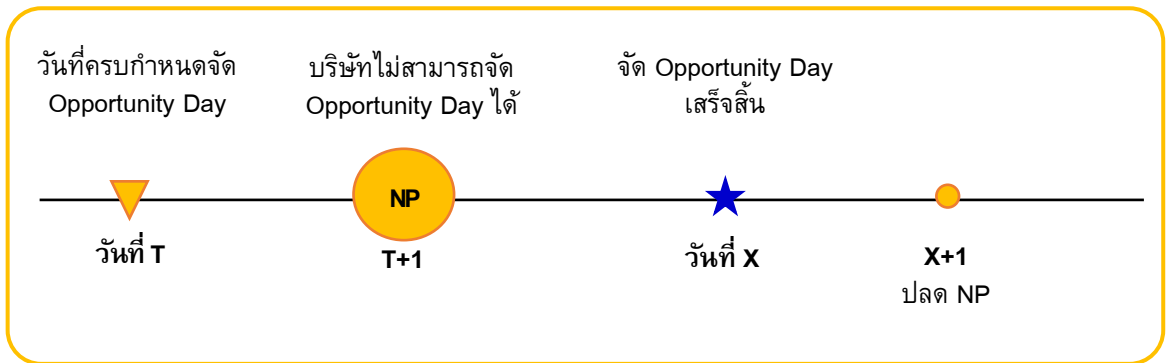 วันที่ครบกำหนดจัด
Opportunity Day
บริษัทไม่สามารถจัด
Opportunity Day ได้
จัด Opportunity Day
เสร็จสิ้น
NP
วันที่ T
T+1
วันที่ X
X+1
ปลด NP